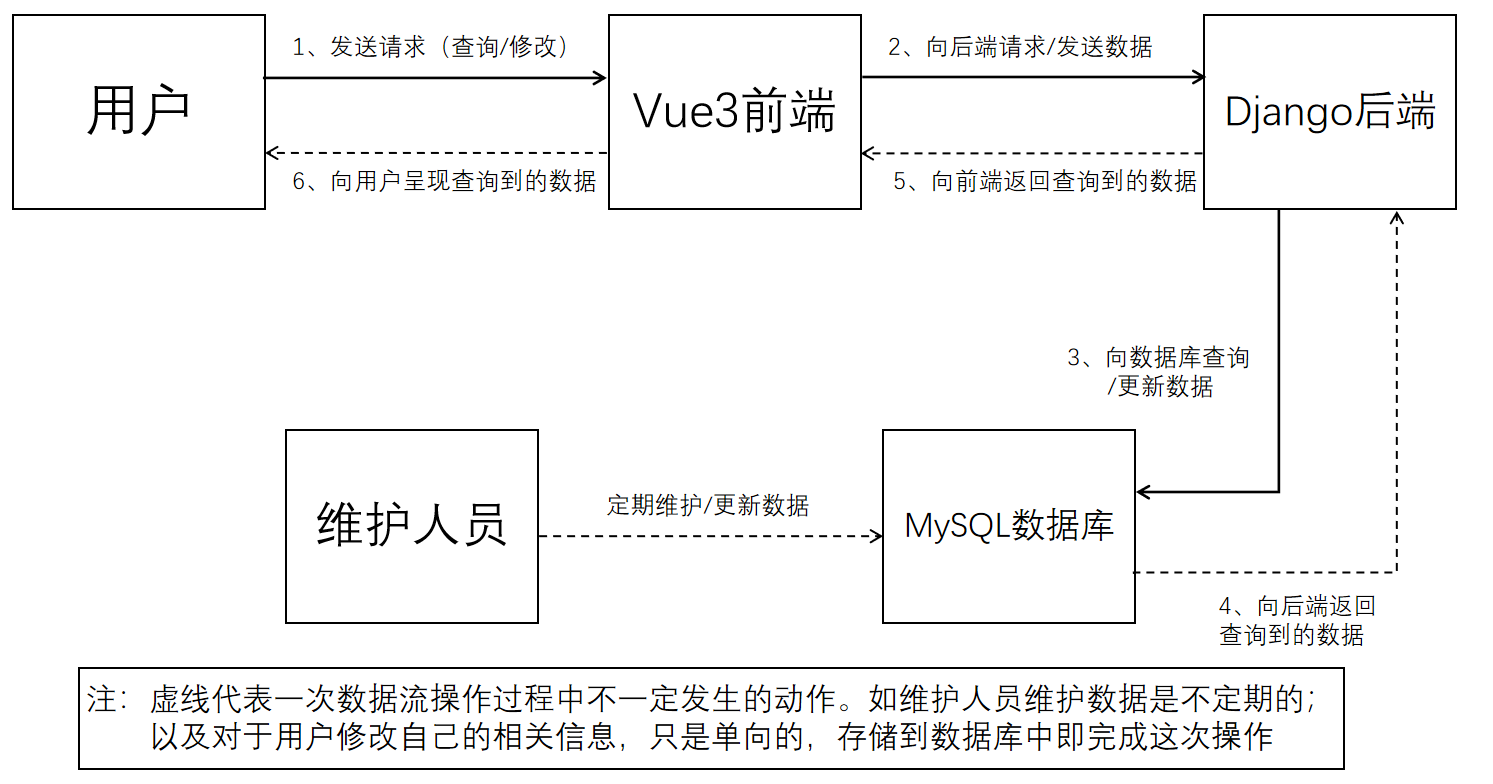 1、发送请求（查询/修改）
2、向后端请求/发送数据
用户
Vue3前端
Django后端
6、向用户呈现查询到的数据
5、向前端返回查询到的数据
3、向数据库查询
/更新数据
维护人员
定期维护/更新数据
MySQL数据库
4、向后端返回
查询到的数据
注：虚线代表一次数据流操作过程中不一定发生的动作。如维护人员维护数据是不定期的；
以及对于用户修改自己的相关信息，只是单向的，存储到数据库中即完成这次操作